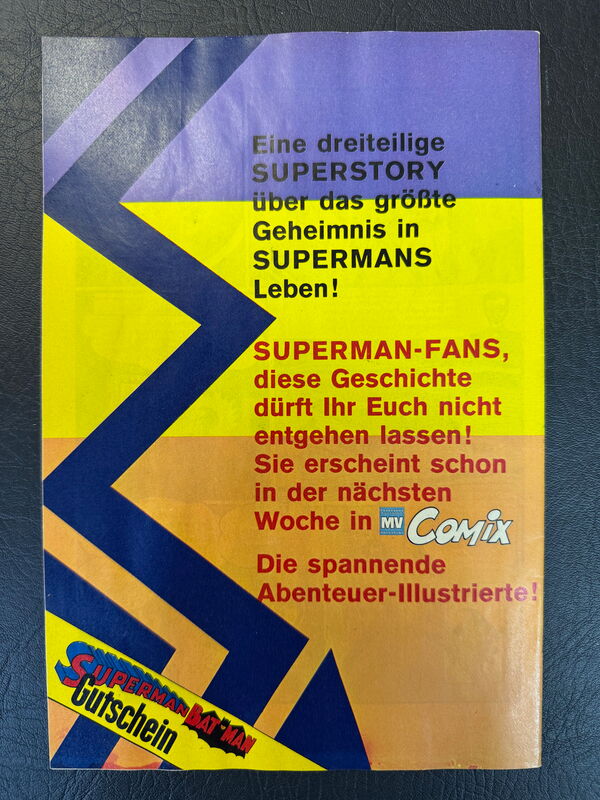 Eine dreiteilige
SUPERSTORY
über das größte
Geheimnis in
SUPERMANS
Leben!
SUPERMAN-FANS,
diese Geschichte
dürft Ihr Euch nicht
entgehen lassen!
Sie erscheint schon
in der nächsten
Woche in MV COMiX
Die spannende
Abenteuer-Illustrierte!
SUPERMAN BATMAN
Gutschein